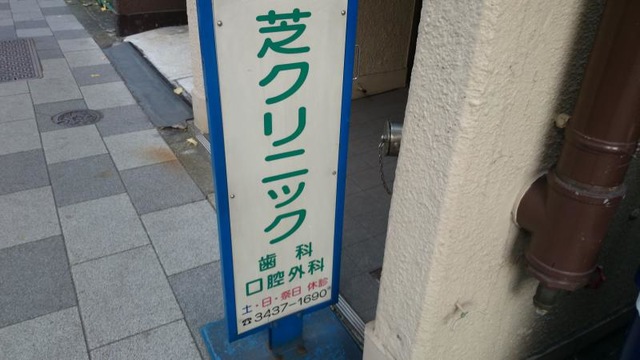 芝クリニック
歯科
口腔外科
土・日・祭日 休診
☎3437-1690